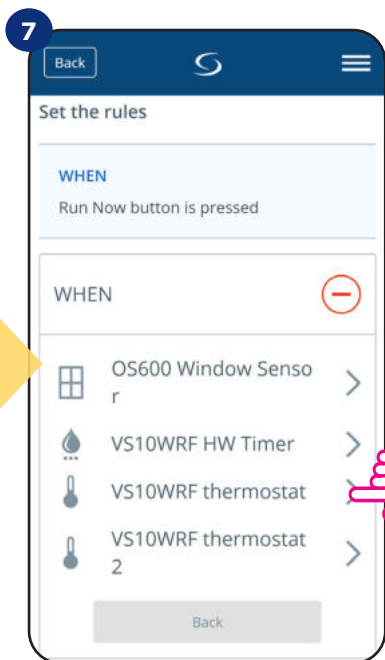 7
Back
Set the rules
WHEN
Run Now button is pressed
WHEN
OS600 Window Senso
r
VS10WRF HW Timer
VS10WRF thermostat
VS10WRF thermostat
2
Back